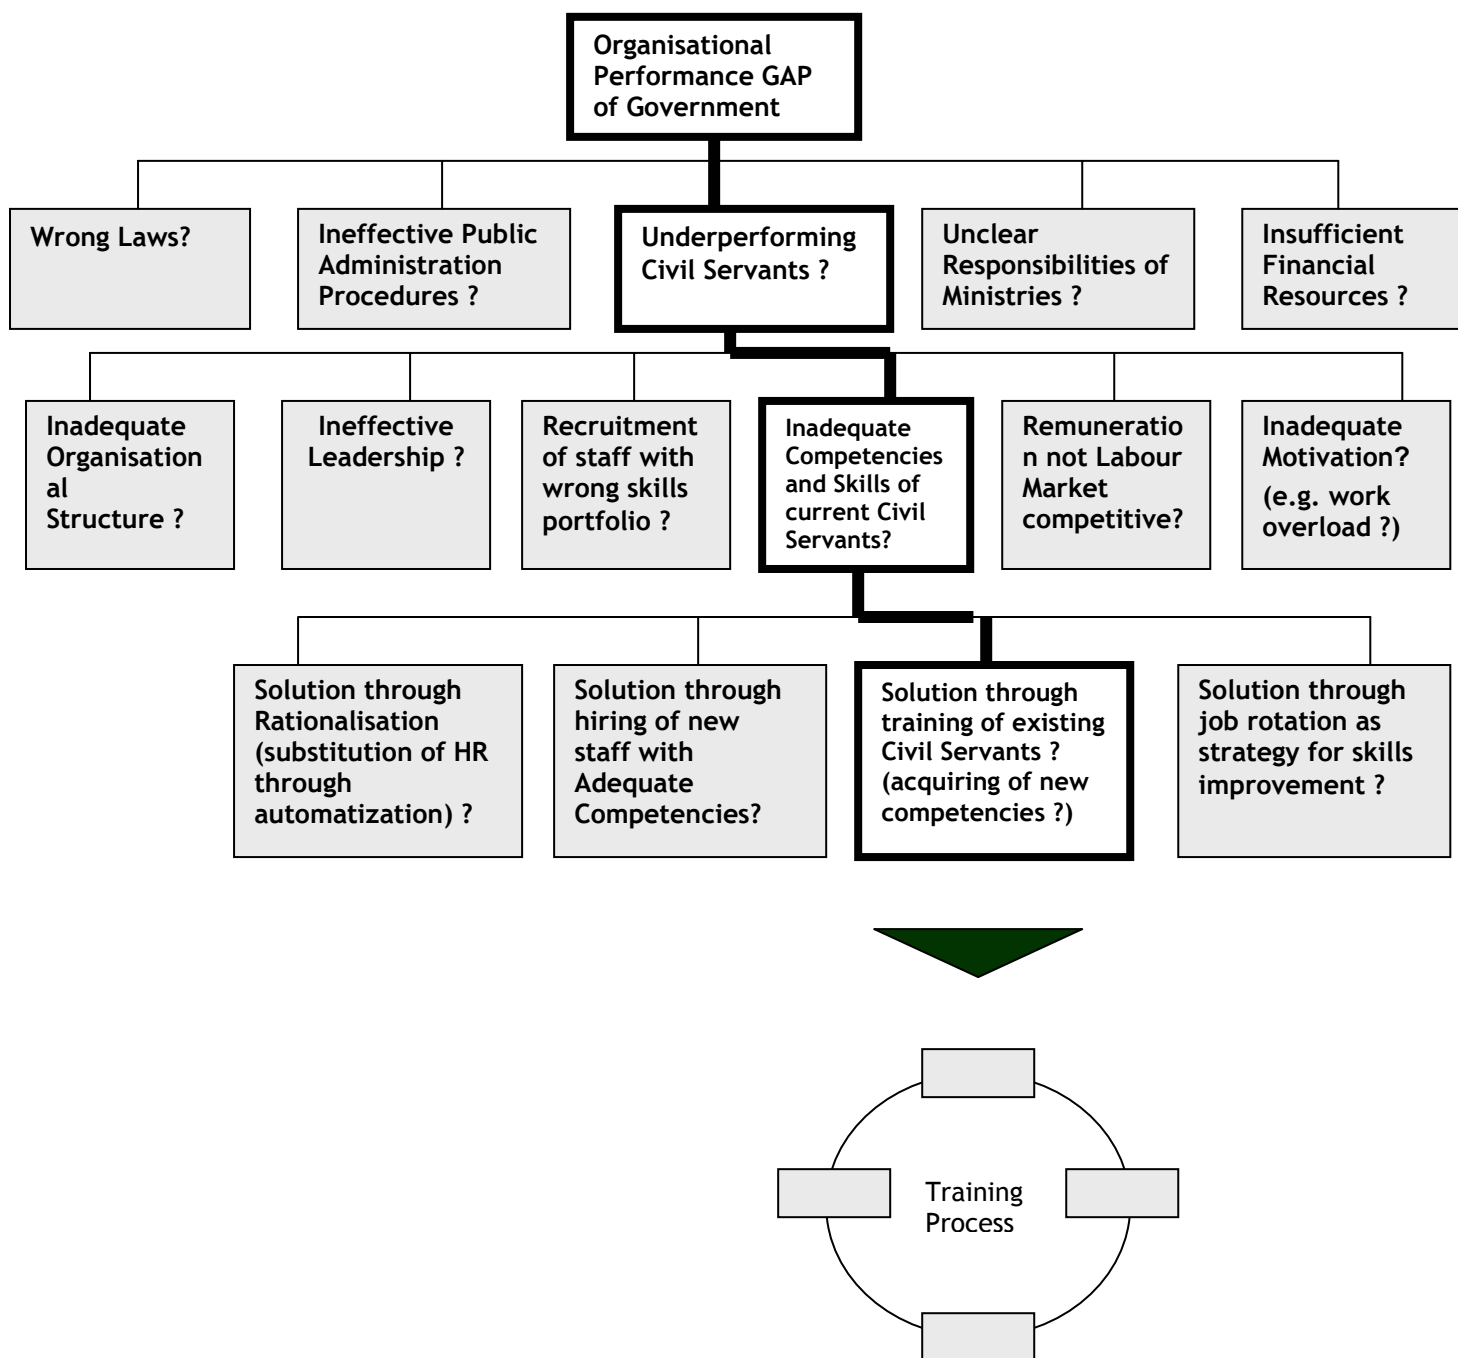 Organisational
Performance GAP
of Government
Wrong Laws?
Ineffective Public
Administration
Procedures ?
Underperforming
Civil Servants ?
Unclear
Responsibilities of
Ministries ?
Insufficient
Financial
Resources ?
Inadequate
Organisation
al
Structure ?
Ineffective
Leadership ?
Recruitment
of staff with
wrong skills
portfolio ?
Inadequate
Competencies
and Skills of
current Civil
Servants?
Remuneratio
n not Labour
Market
competitive?
Inadequate
Motivation?
(e.g. work
overload ?)
Solution through
Rationalisation
(substitution of HR
through
automatization) ?
Solution through
hiring of new
staff with
Adequate
Competencies?
Solution through
training of existing
Civil Servants ?
(acquiring of new
competencies ?)
Solution through
job rotation as
strategy for skills
improvement ?
Training
Process